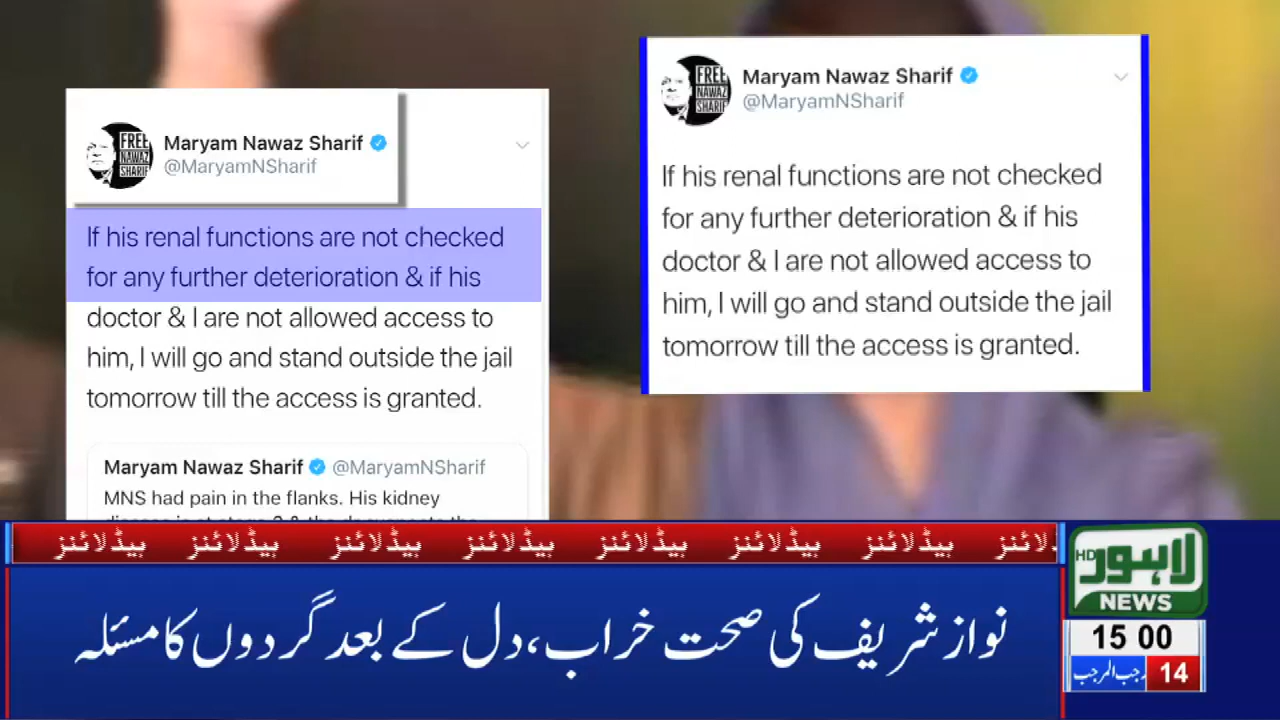 FREE
NAWAZ
SHARIF
Maryam Nawaz Sharif
@MaryamNSharif
If his renal functions are not checked
for any further deterioration & if his
doctor & I are not allowed access to
him, I will go and stand outside the jail
tomorrow till the access is granted.
Maryam Nawaz Sharif @MaryamNSharif
MNS had pain in the flanks. His kidney
FREE
NAWAZ
SHARIF
Maryam Nawaz Sharif
@MaryamNSharif
If his renal functions are not checked
for any further deterioration & if his
doctor & I are not allowed access to
him, I will go and stand outside the jail
tomorrow till the access is granted.
ہیڈلائنز ہیڈلائنز ہیڈلائنز ہیڈلائنز ہیڈلائنز ہیڈلائنز ہیڈلائنز
نواز شریف کی صحت خراب، دل کے بعد گردوں کا مسئلہ
لاہور HD
NEWS
15 00
14 رجب المرجب